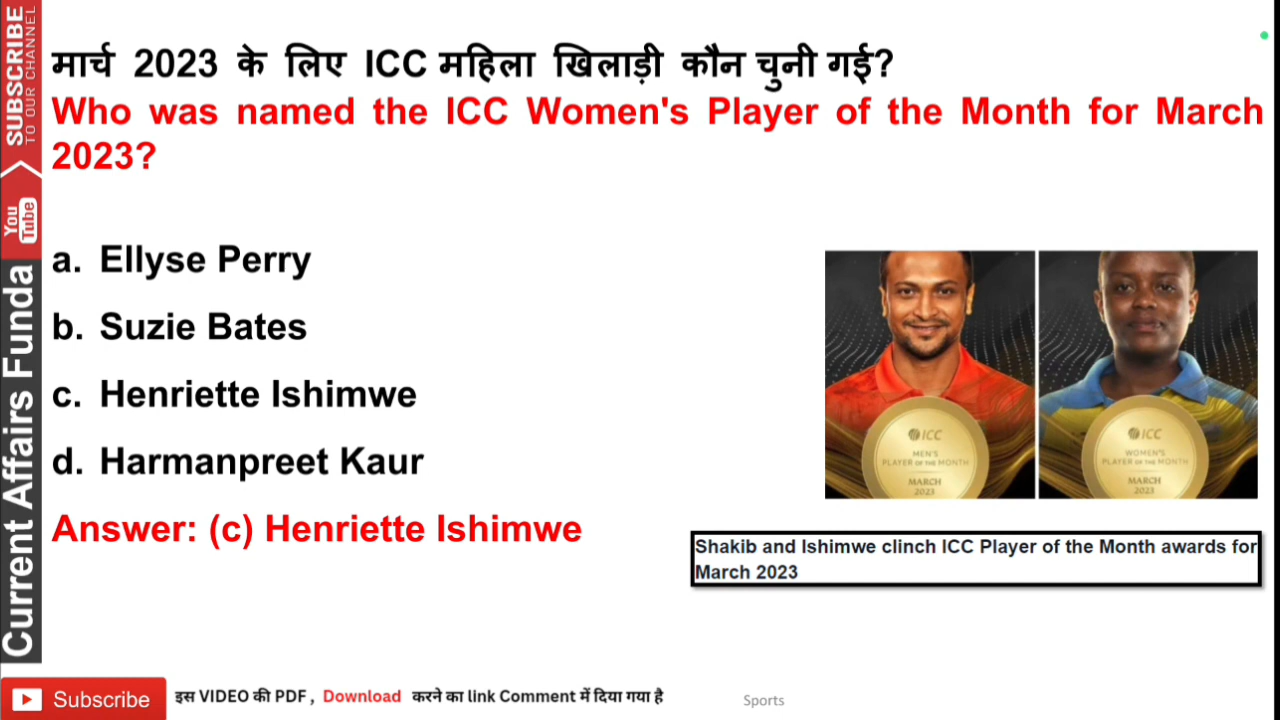 SUBSCRIBE
TO OUR CHANNEL
You
Tube
Current Affairs Funda
मार्च 2023 के लिए ICC महिला खिलाड़ी कौन चुनी गई?
Who was named the ICC Women's Player of the Month for March
2023?
a. Ellyse Perry
b. Suzie Bates
c. Henriette Ishimwe
d. Harmanpreet Kaur
Answer: (c) Henriette Ishimwe
ICC
MEN'S
PLAYER OF THE MONTH
MARCH
2023
ICC
WOMEN'S
PLAYER OF THE MONTH
MARCH
2023
Shakib and Ishimwe clinch ICC Player of the Month awards for
March 2023
Subscribe
इस VIDEO की PDF , Download करने का link Comment में दिया गया है
Sports